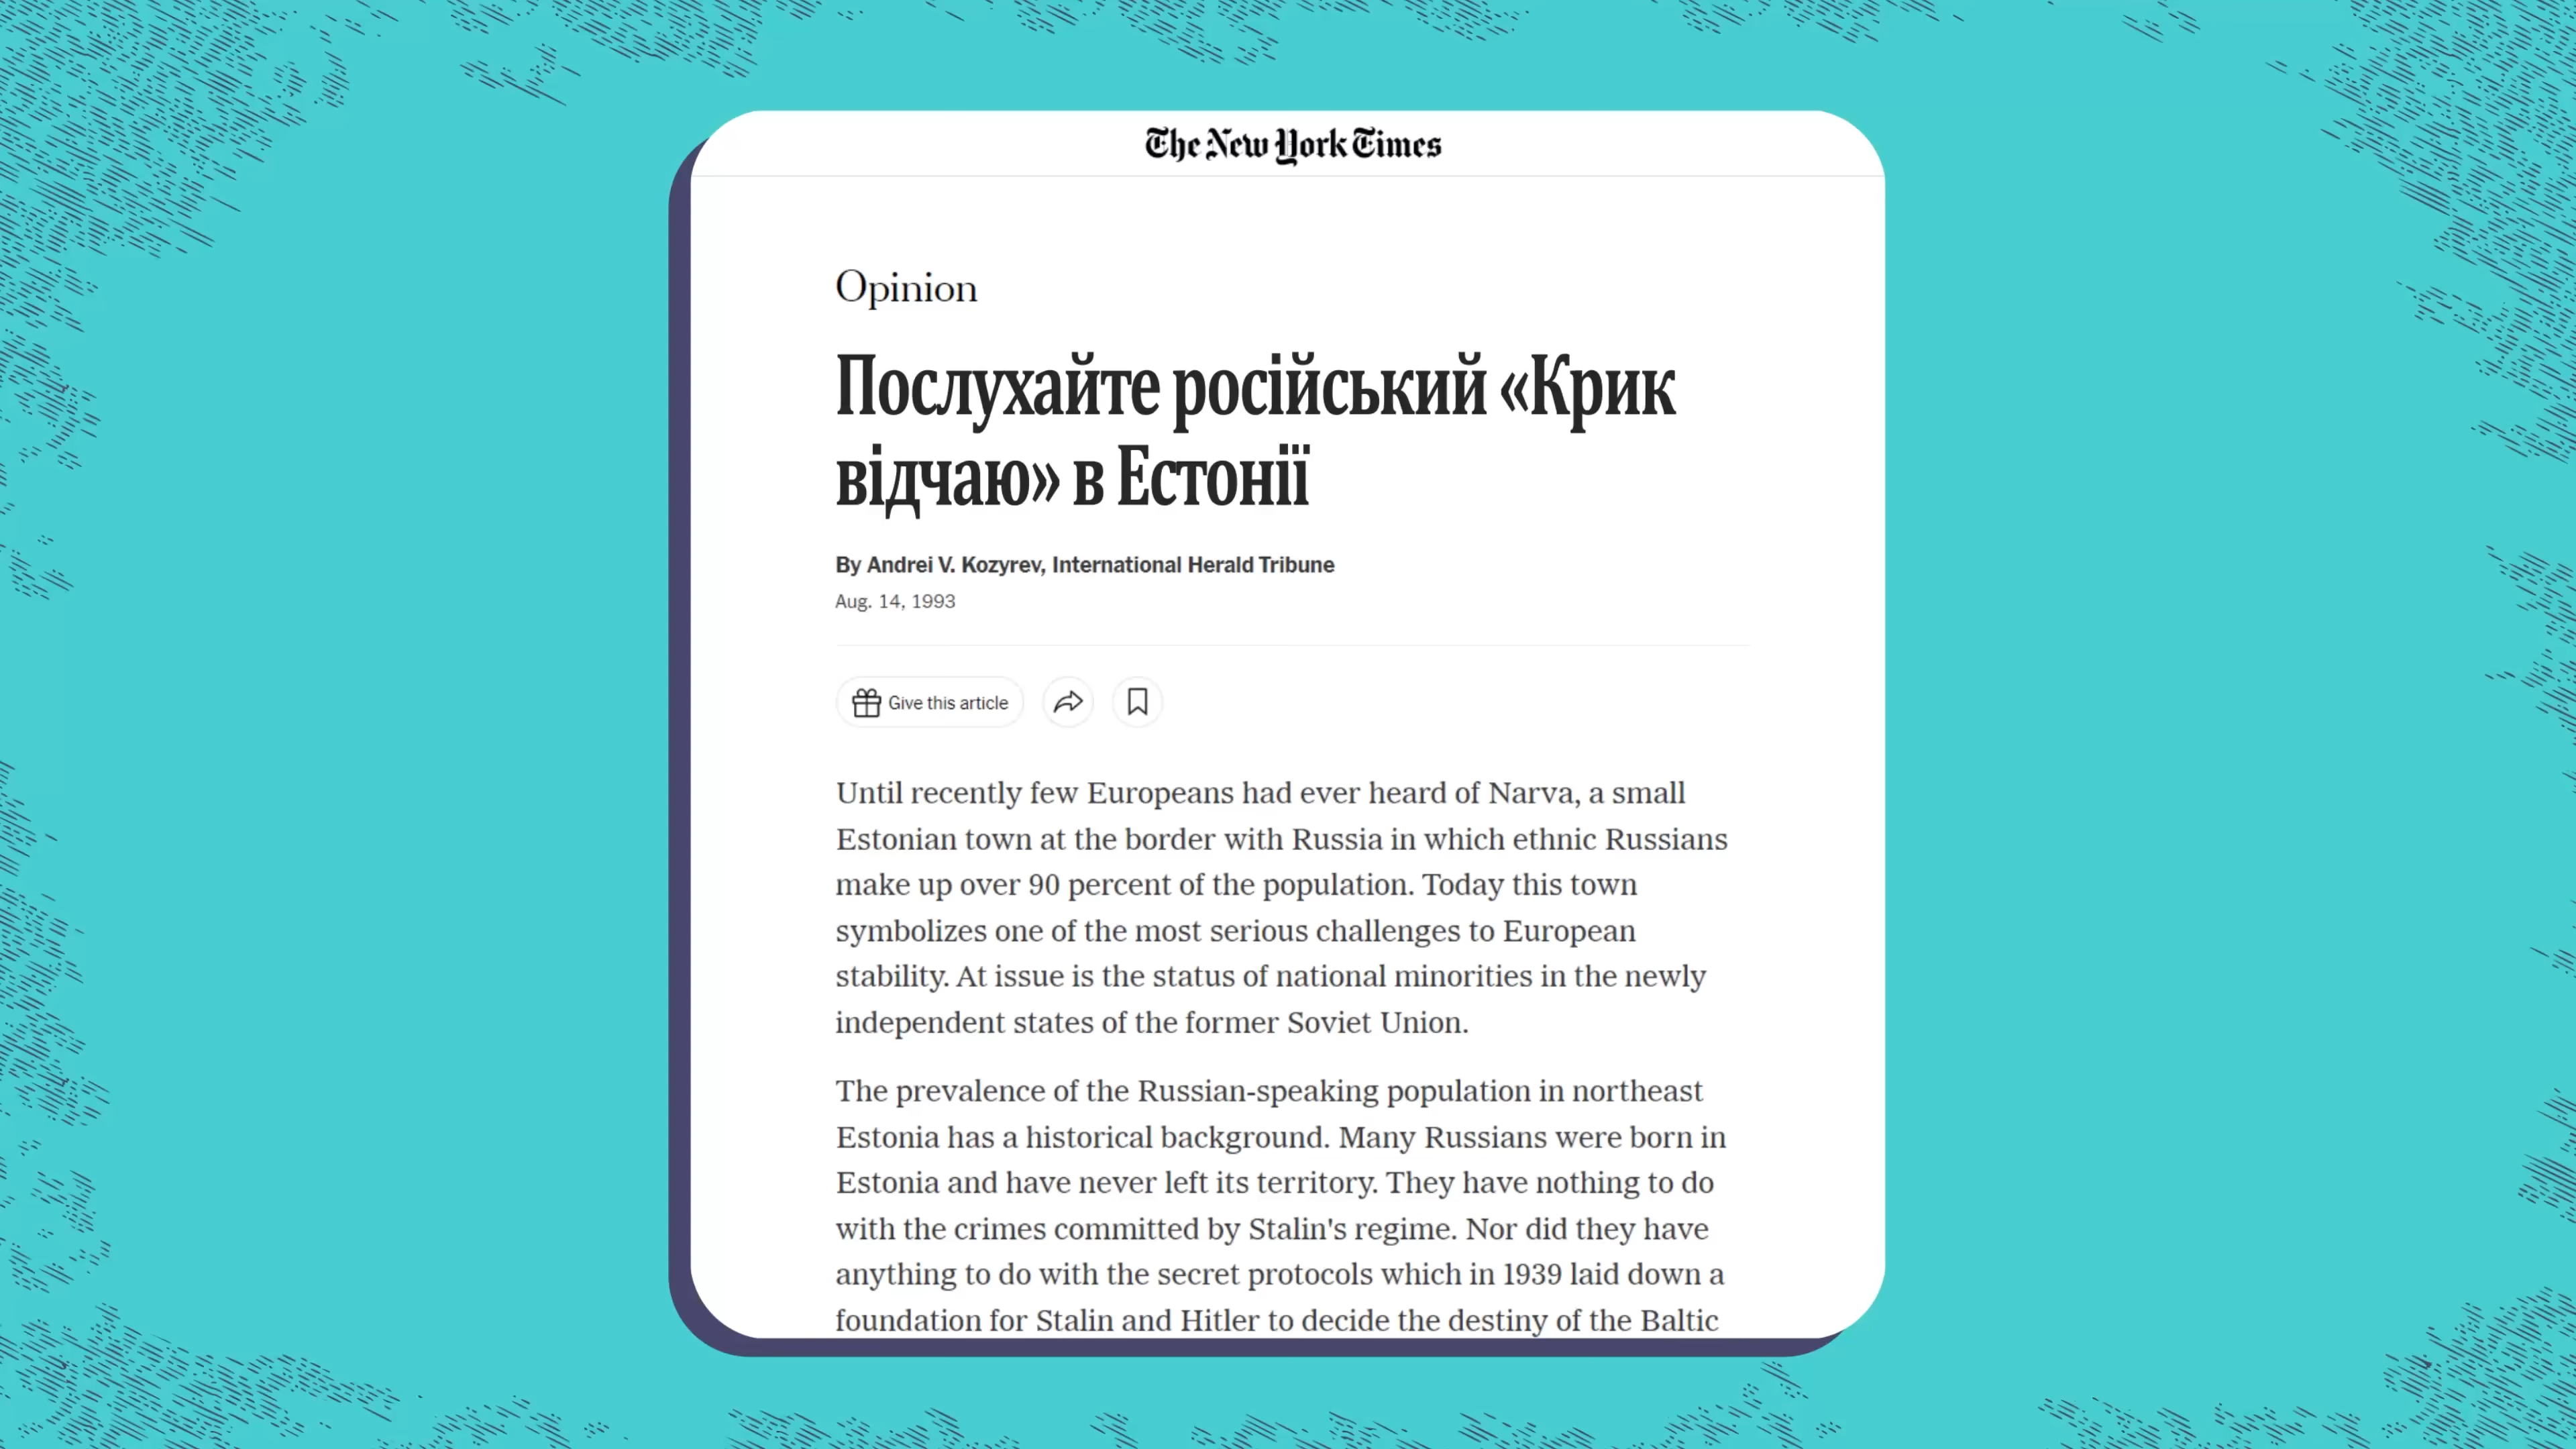 The New York Times
Opinion
Послухайте російський «Крик
відчаю» в Естонії
By Andrei V. Kozyrev, International Herald Tribune
Aug. 14, 1993
Give this article
Until recently few Europeans had ever heard of Narva, a small
Estonian town at the border with Russia in which ethnic Russians
make up over 90 percent of the population. Today this town
symbolizes one of the most serious challenges to European
stability. At issue is the status of national minorities in the newly
independent states of the former Soviet Union.
The prevalence of the Russian-speaking population in northeast
Estonia has a historical background. Many Russians were born in
Estonia and have never left its territory. They have nothing to do
with the crimes committed by Stalin's regime. Nor did they have
anything to do with the secret protocols which in 1939 laid down a
foundation for Stalin and Hitler to decide the destiny of the Baltic